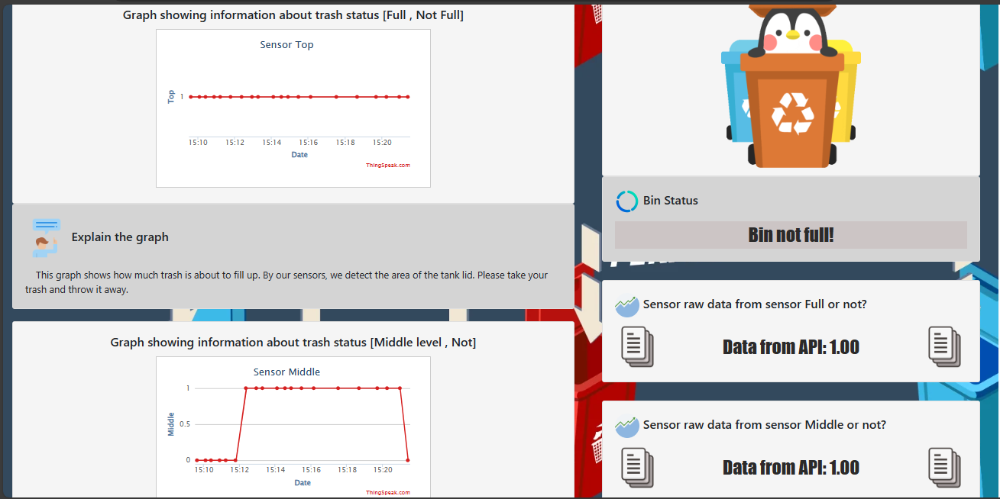 Graph showing information about trash status [Full , Not Full]
Sensor Top
Top
1
15:10 15:12 15:14 15:16 15:18 15:20
Date
ThingSpeak.com
Explain the graph
This graph shows how much trash is about to fill up. By our sensors, we detect the area of the tank lid. Please take your
trash and throw it away.
Graph showing information about trash status [Middle level , Not]
Sensor Middle
Middle
1
0.5
0
15:10 15:12 15:14 15:16 15:18 15:20
Date
ThingSpeak.com
Bin Status
Bin not full!
Sensor raw data from sensor Full or not?
Data from API: 1.00
Sensor raw data from sensor Middle or not?
Data from API: 1.00